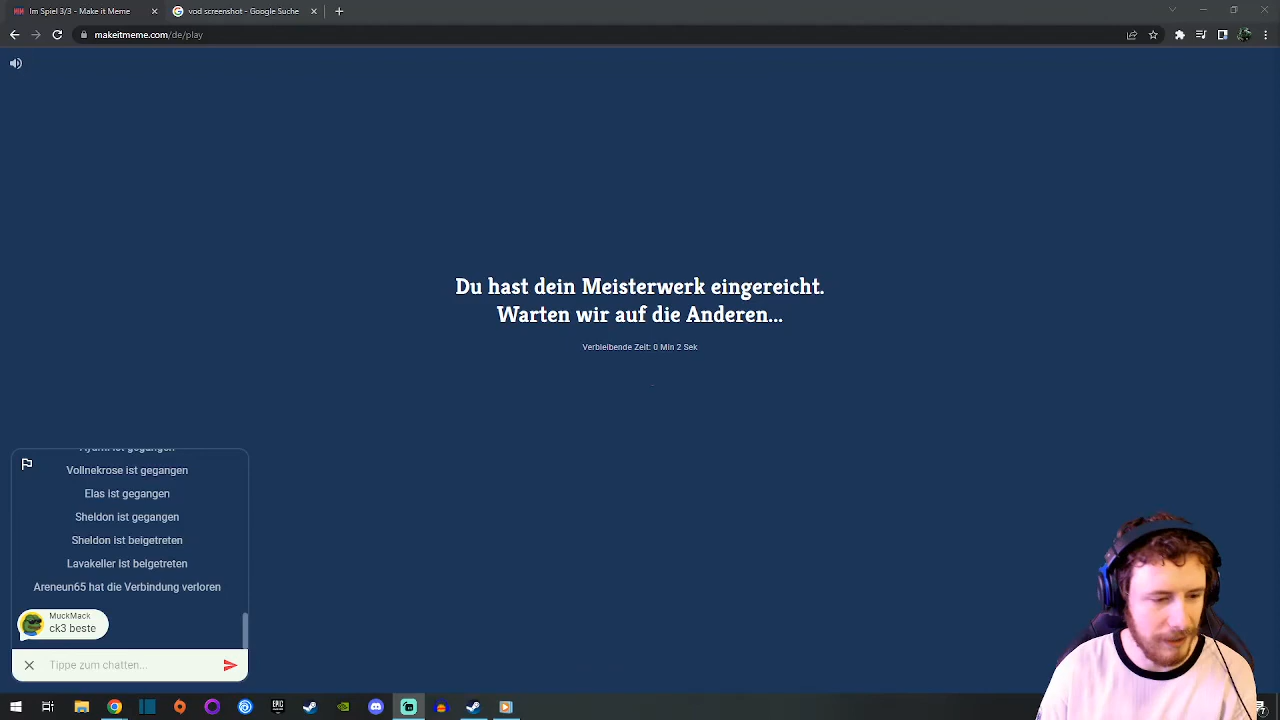 Im Spiel 3/3 - Make it Meme
vod screenshot - Google Suche
makeitmeme.com/de/play
Du hast dein Meisterwerk eingereicht.
Warten wir auf die Anderen...
Verbleibende Zeit: 0 Min 2 Sek
ist gegangen
Vollnekrose ist gegangen
Elas ist gegangen
Sheldon ist gegangen
Sheldon ist beigetreten
Lavakeller ist beigetreten
Areneun65 hat die Verbindung verloren
MuckMack
ck3 beste
Tippe zum chatten...
EPIC